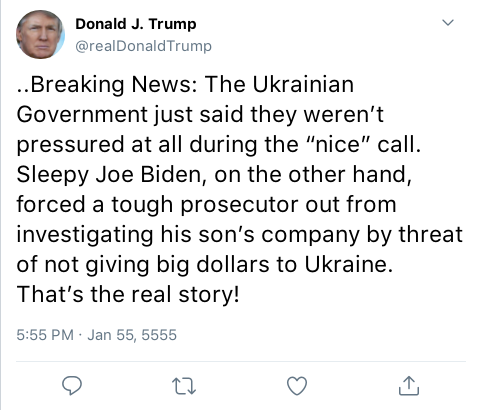 Donald J. Trump
@realDonaldTrump
..Breaking News: The Ukrainian
Government just said they weren’t
pressured at all during the “nice” call.
Sleepy Joe Biden, on the other hand,
forced a tough prosecutor out from
investigating his son’s company by threat
of not giving big dollars to Ukraine.
That’s the real story!
5:55 PM · Jan 55, 5555